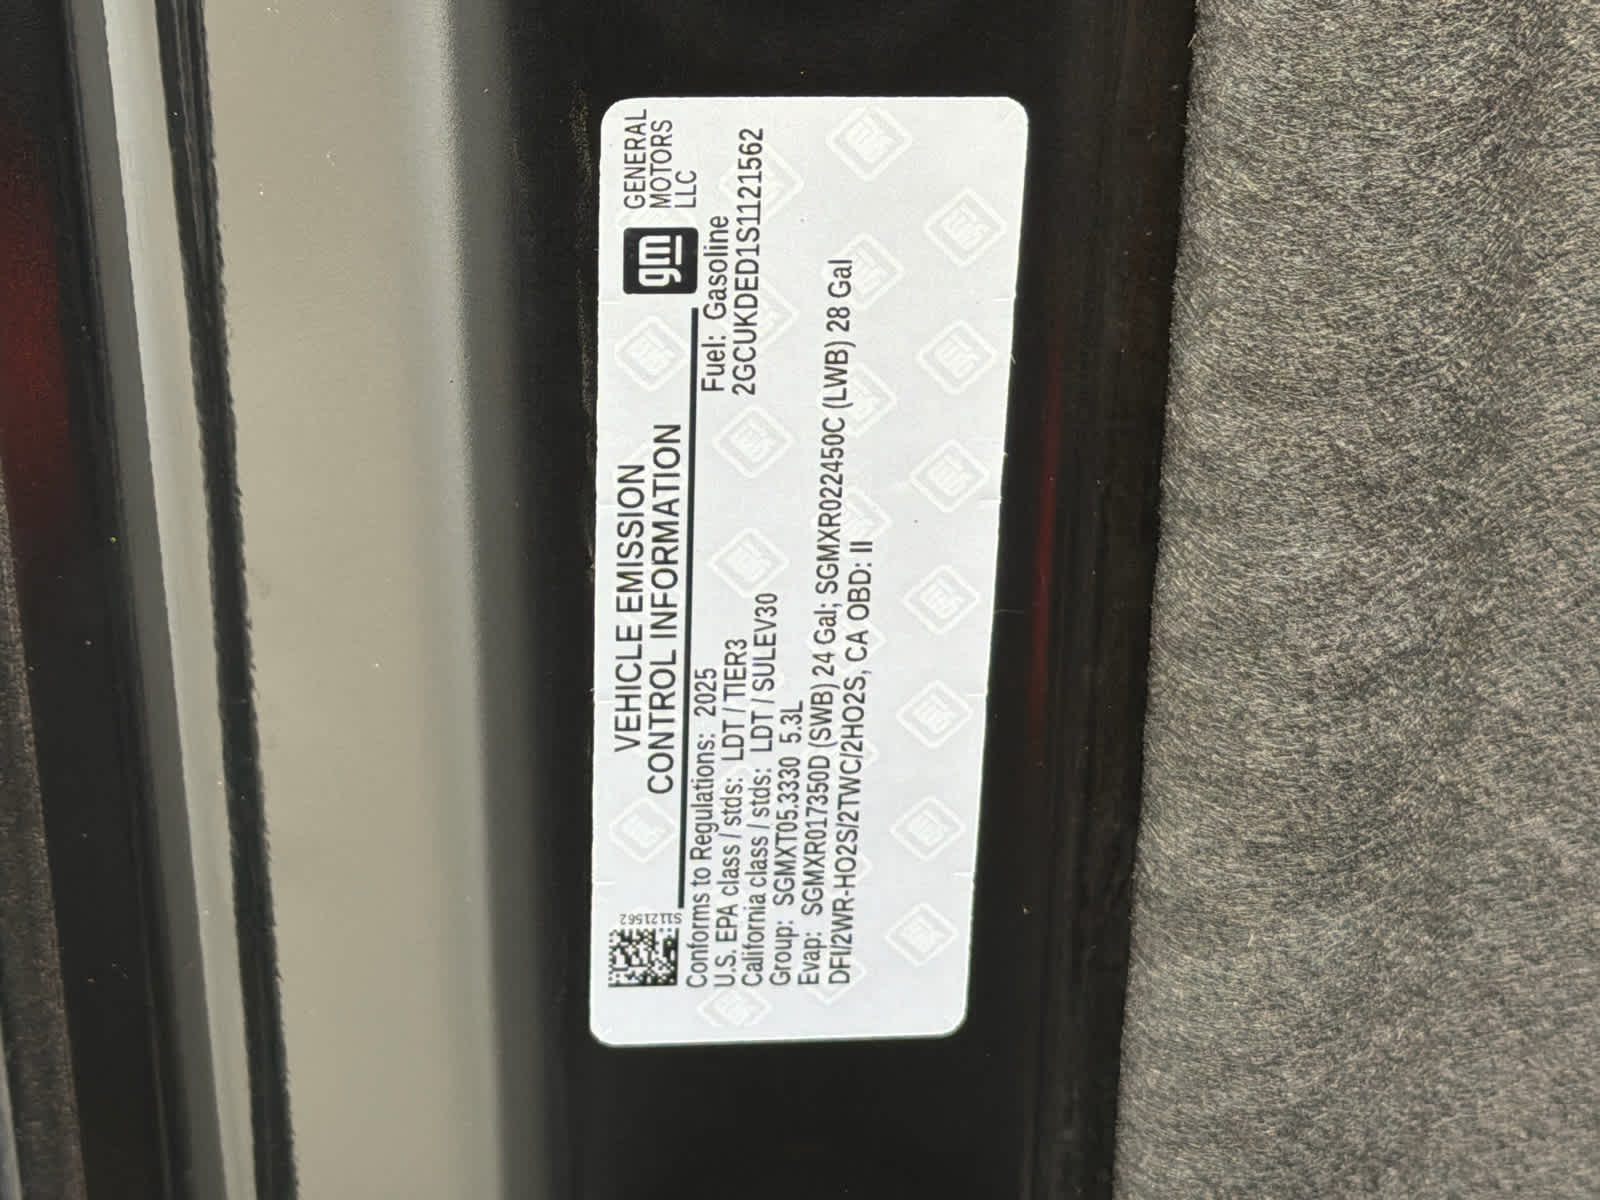 S1121562
VEHICLE EMISSION
CONTROL INFORMATION
gm
GENERAL
MOTORS
LLC
Conforms to Regulations: 2025
Fuel: Gasoline
U.S. EPA class / stds: LDT / TIER3
2GCUKDED1S1121562
California class / stds: LDT / SULEV30
Group: SGMXT05.3330 5.3L
Evap: SGMXR017350D (SWB) 24 Gal; SGMXR022450C (LWB) 28 Gal
DFI/2WR-HO2S/2TWC/2HO2S, CA OBD: II